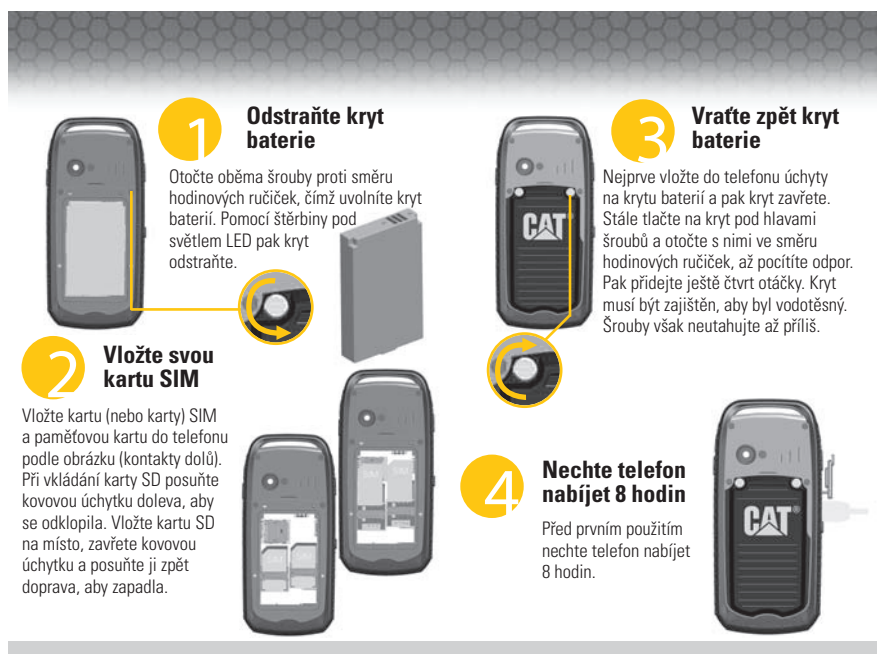 1
Odstraňte kryt
baterie
Otočte oběma šrouby proti směru
hodinových ručiček, čímž uvolníte kryt
baterií. Pomocí štěrbiny pod
světlem LED pak kryt
odstraňte.
2
Vložte svou
kartu SIM
Vložte kartu (nebo karty) SIM
a paměťovou kartu do telefonu
podle obrázku (kontakty dolů).
Při vkládání karty SD posuňte
kovovou úchytku doleva, aby
se odklopila. Vložte kartu SD
na místo, zavřete kovovou
úchytku a posuňte ji zpět
doprava, aby zapadla.
3
Vraťte zpět kryt
baterie
Nejprve vložte do telefonu úchyty
na krytu baterií a pak kryt zavřete.
Stále tlačte na kryt pod hlavami
šroubů a otočte s nimi ve směru
hodinových ručiček, až pocítíte odpor.
Pak přidejte ještě čtvrt otáčky. Kryt
musí být zajištěn, aby byl vodotěsný.
Šrouby však neutahujte až příliš.
CAT®
4
Nechte telefon
nabíjet 8 hodin
Před prvním použitím
nechte telefon nabíjet
8 hodin.
CAT®